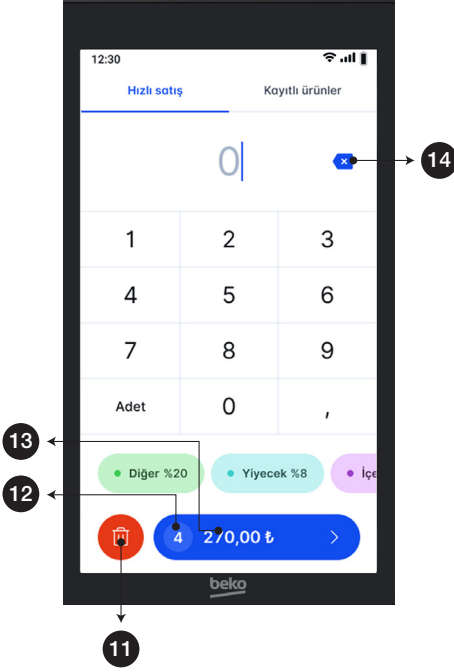 12:30
Hızlı satış Kayıtlı ürünler
0
14
1 2 3
4 5 6
7 8 9
Adet 0 ,
13
Diğer %20 Yiyecek %8 İçe
12
4 270,00 ₺
beko
11